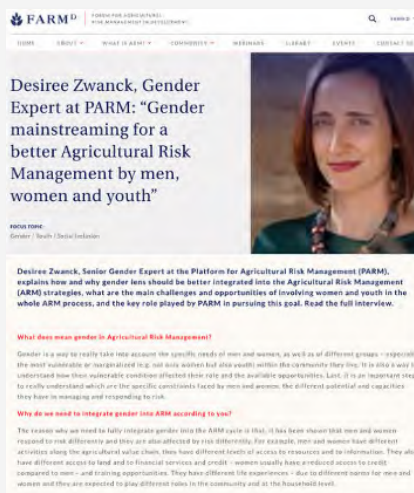 FARMD
FORUM FOR AGRICULTURAL
RISK MANAGEMENT IN DEVELOPMENT
HOME ABOUT WHAT IS ARM? COMMUNITY WEBINARS LIBRARY EVENTS CONTACT
Desiree Zwanck, Gender
Expert at PARM: “Gender
mainstreaming for a
better Agricultural Risk
Management by men,
women and youth”
FOCUS TOPIC:
Gender / Youth / Social Inclusion
Desiree Zwanck, Senior Gender Expert at the Platform for Agricultural Risk Management (PARM),
explains how and why gender lens should be better integrated into the Agricultural Risk Management
(ARM) strategies, what are the main challenges and opportunities of involving women and youth in the
whole ARM process, and the key role played by PARM in pursuing this goal. Read the full interview.
What does mean gender in Agricultural Risk Management?
Gender is a way to really take into account the specific needs of men and women, as well as of different groups – especially
the most vulnerable or marginalised (e.g. not only women but also youth) within the community they live. It is also a way to
understand how their vulnerable condition affected their role and the available opportunities. Last, it is an important step
to really understand which are the specific constraints faced by men and women, the different potential and capacities
they have in managing and responding to risk.
Why do we need to integrate gender into ARM according to you?
The reason why we need to fully integrate gender into the ARM cycle is that, it has been shown that men and women
respond to risk differently and they are also affected by risk differently. For example, men and women have different
activities along the agricultural value chain, they have different levels of access to resources and to information. They also
have different access to land and to financial services and credit – women usually have a reduced access to credit
compared to men – and training opportunities. They have different life experiences – due to different norms for men and
women and they are expected to play different roles in the community and at the household level.